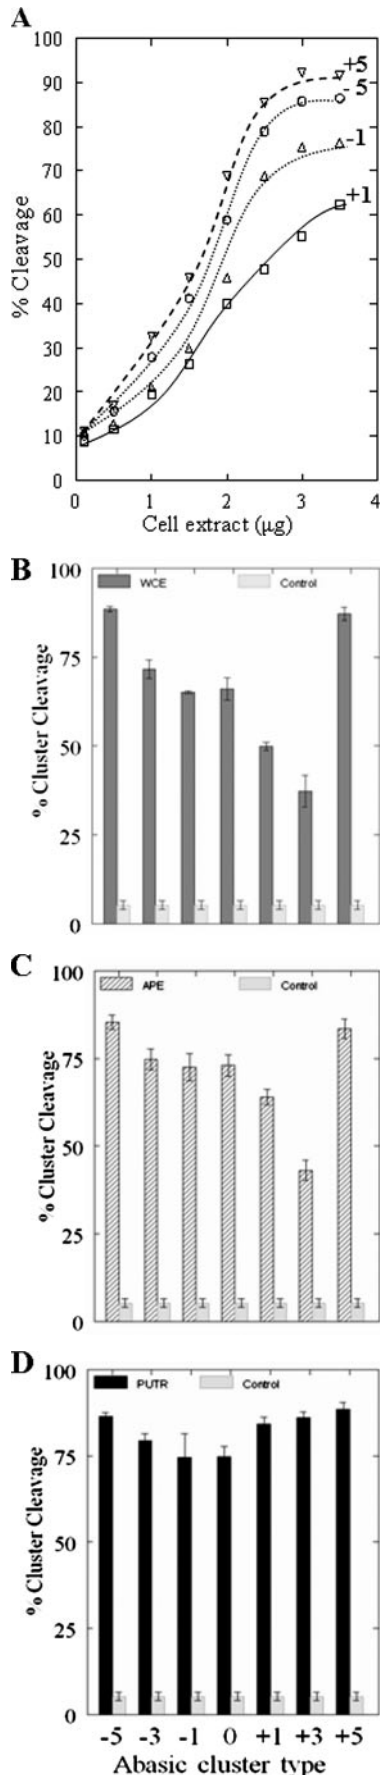 A
100
90
80
70
60
50
40
30
20
10
0
% Cleavage
+5
-5
-1
+1
0 1 2 3 4
Cell extract (µg)
B
100
75
50
25
0
% Cluster Cleavage
WCE Control
C
100
75
50
25
0
% Cluster Cleavage
APE Control
D
100
75
50
25
0
% Cluster Cleavage
PUTR Control
-5 -3 -1 0 +1 +3 +5
Abasic cluster type